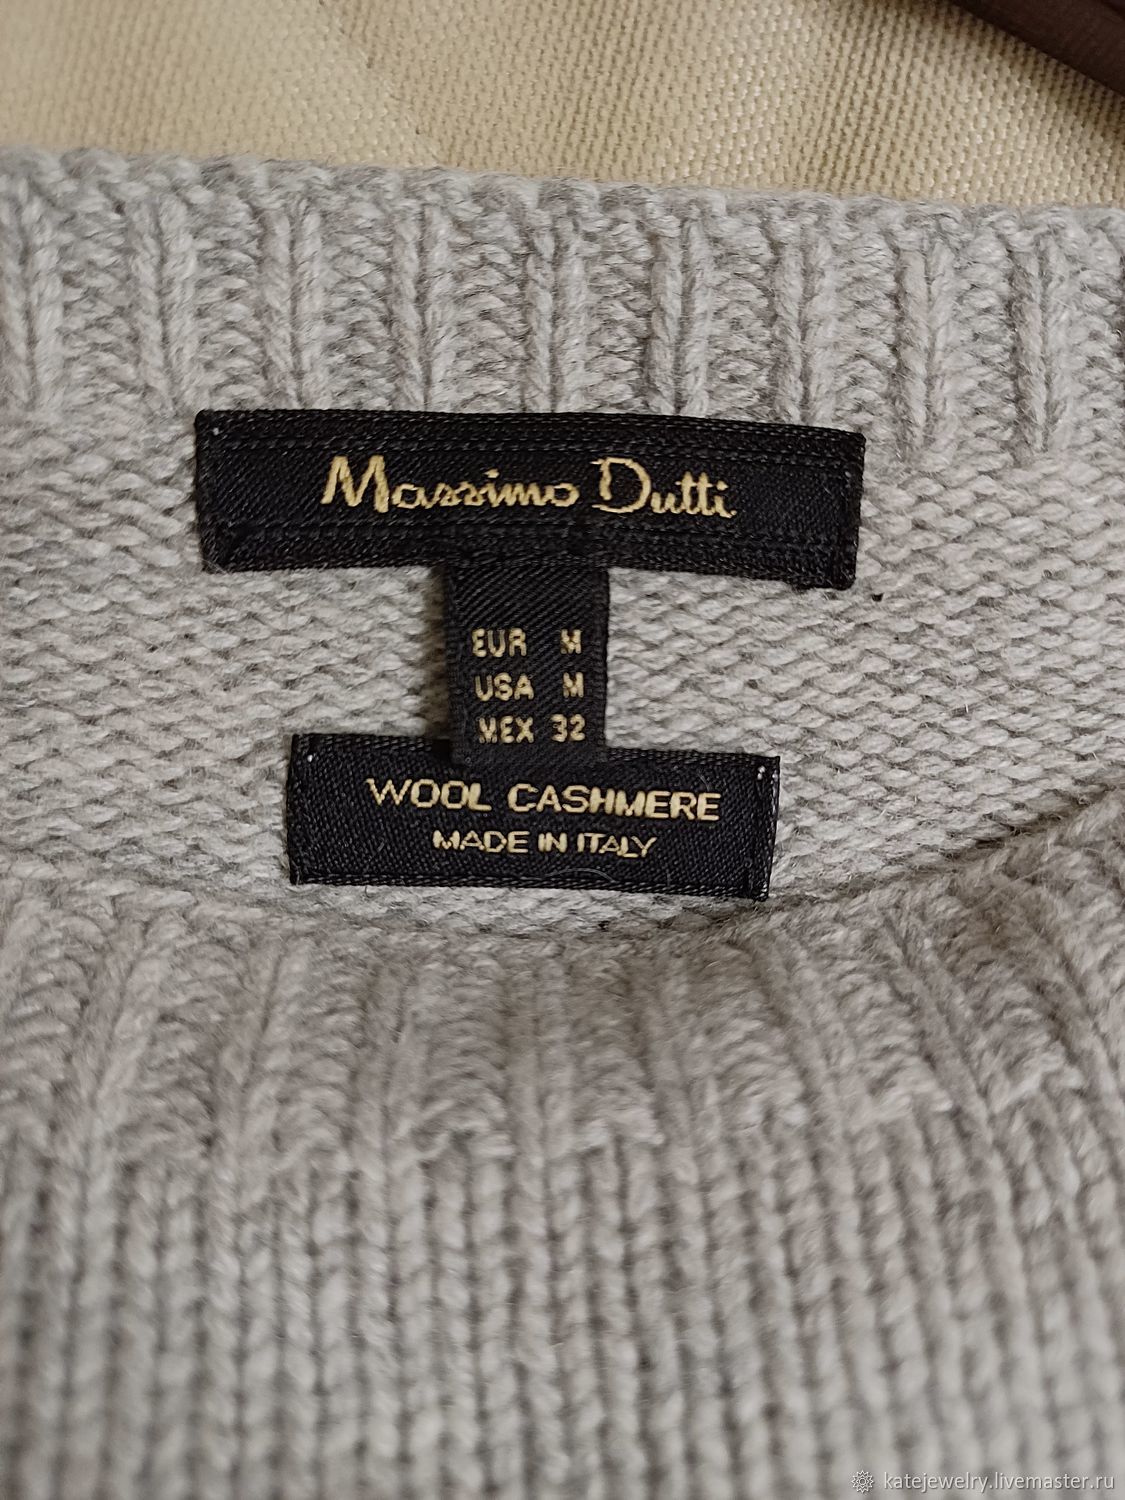 Massimo Dutti
EUR M
USA M
MEX 32
WOOL CASHMERE
MADE IN ITALY
katejewelry.livemaster.ru